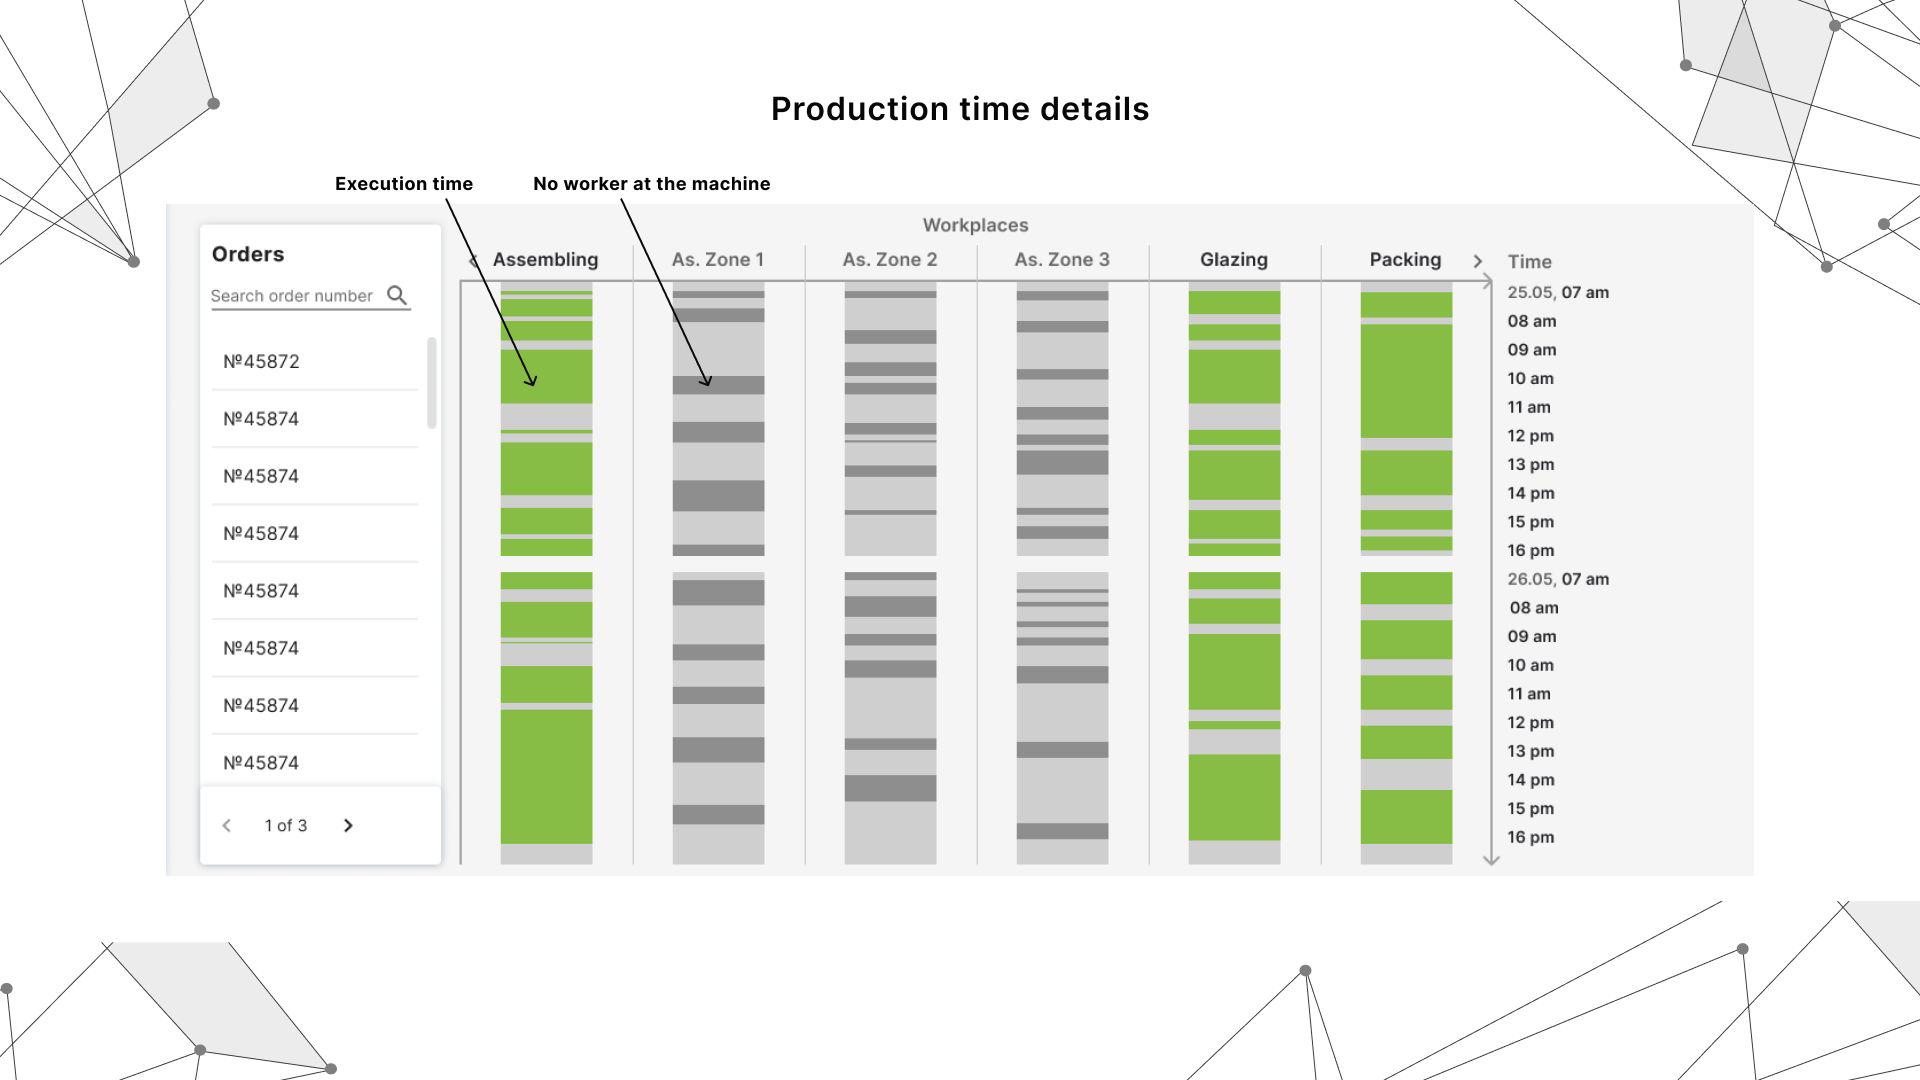 Production time details
Execution time
No worker at the machine
Workplaces
Orders
Search order number
№45872
№45874
№45874
№45874
№45874
№45874
№45874
№45874
1 of 3
Assembling
As. Zone 1
As. Zone 2
As. Zone 3
Glazing
Packing
Time
25.05, 07 am
08 am
09 am
10 am
11 am
12 pm
13 pm
14 pm
15 pm
16 pm
26.05, 07 am
08 am
09 am
10 am
11 am
12 pm
13 pm
14 pm
15 pm
16 pm